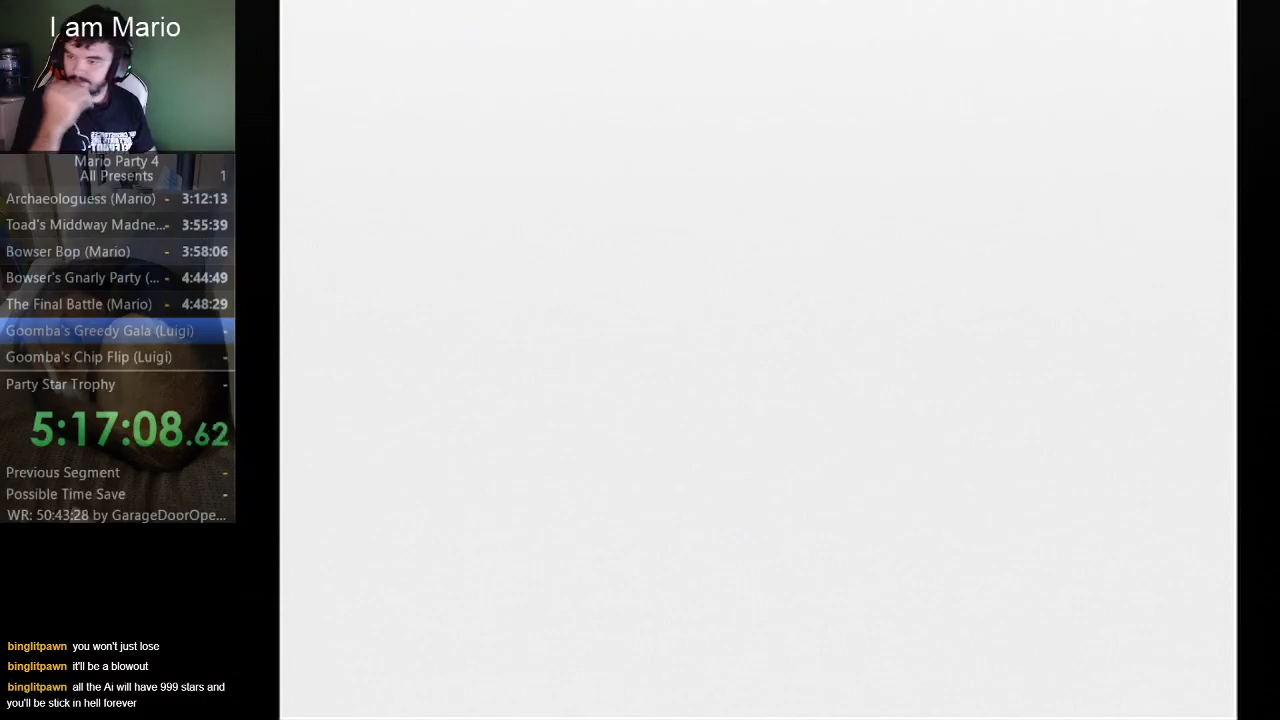 I am Mario
Mario Party 4
All Presents 1
Archaeologuess (Mario) - 3:12:13
Toad's Middway Madne... - 3:55:39
Bowser Bop (Mario) - 3:58:06
Bowser's Gnarly Party (... - 4:44:49
The Final Battle (Mario) - 4:48:29
Goomba's Greedy Gala (Luigi) -
Goomba's Chip Flip (Luigi) -
Party Star Trophy -
5:17:08.62
Previous Segment -
Possible Time Save -
WR: 50:43:28 by GarageDoorOpe...
binglitpawn you won't just lose
binglitpawn it'll be a blowout
binglitpawn all the Ai will have 999 stars and
you'll be stick in hell forever